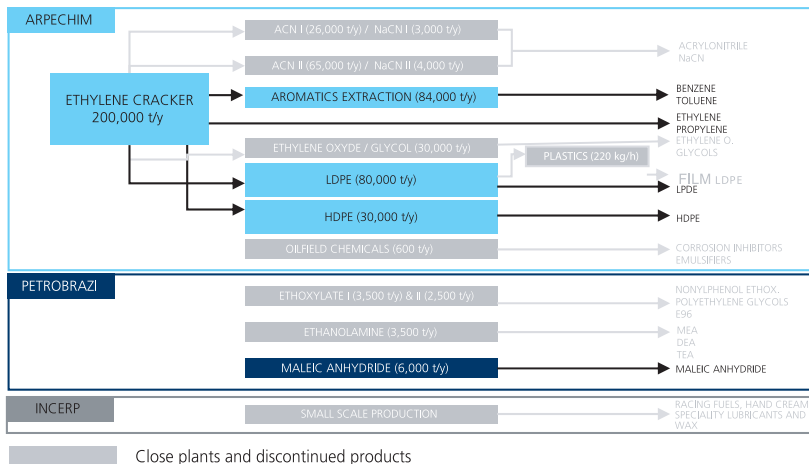 ARPECHIM
ACN I (26,000 t/y) / NaCN I (3,000 t/y)
ACN II (65,000 t/y) / NaCN II (4,000 t/y)
ACRYLONITRILE
NaCN
ETHYLENE CRACKER
200,000 t/y
AROMATICS EXTRACTION (84,000 t/y)
BENZENE
TOLUENE
ETHYLENE
PROPYLENE
ETHYLENE OXYDE / GLYCOL (30,000 t/y)
ETHYLENE O.
GLYCOLS
PLASTICS (220 kg/h)
LDPE (80,000 t/y)
FILM LDPE
LPDE
HDPE (30,000 t/y)
HDPE
OILFIELD CHEMICALS (600 t/y)
CORROSION INHIBITORS
EMULSIFIERS
PETROBRAZI
ETHOXYLATE I (3,500 t/y) & II (2,500 t/y)
NONYLPHENOL ETHOX.
POLYETHYLENE GLYCOLS
E96
ETHANOLAMINE (3,500 t/y)
MEA
DEA
TEA
MALEIC ANHYDRIDE (6,000 t/y)
MALEIC ANHYDRIDE
INCERP
SMALL SCALE PRODUCTION
RACING FUELS, HAND CREAM
SPECIALITY LUBRICANTS AND
WAX
Close plants and discontinued products